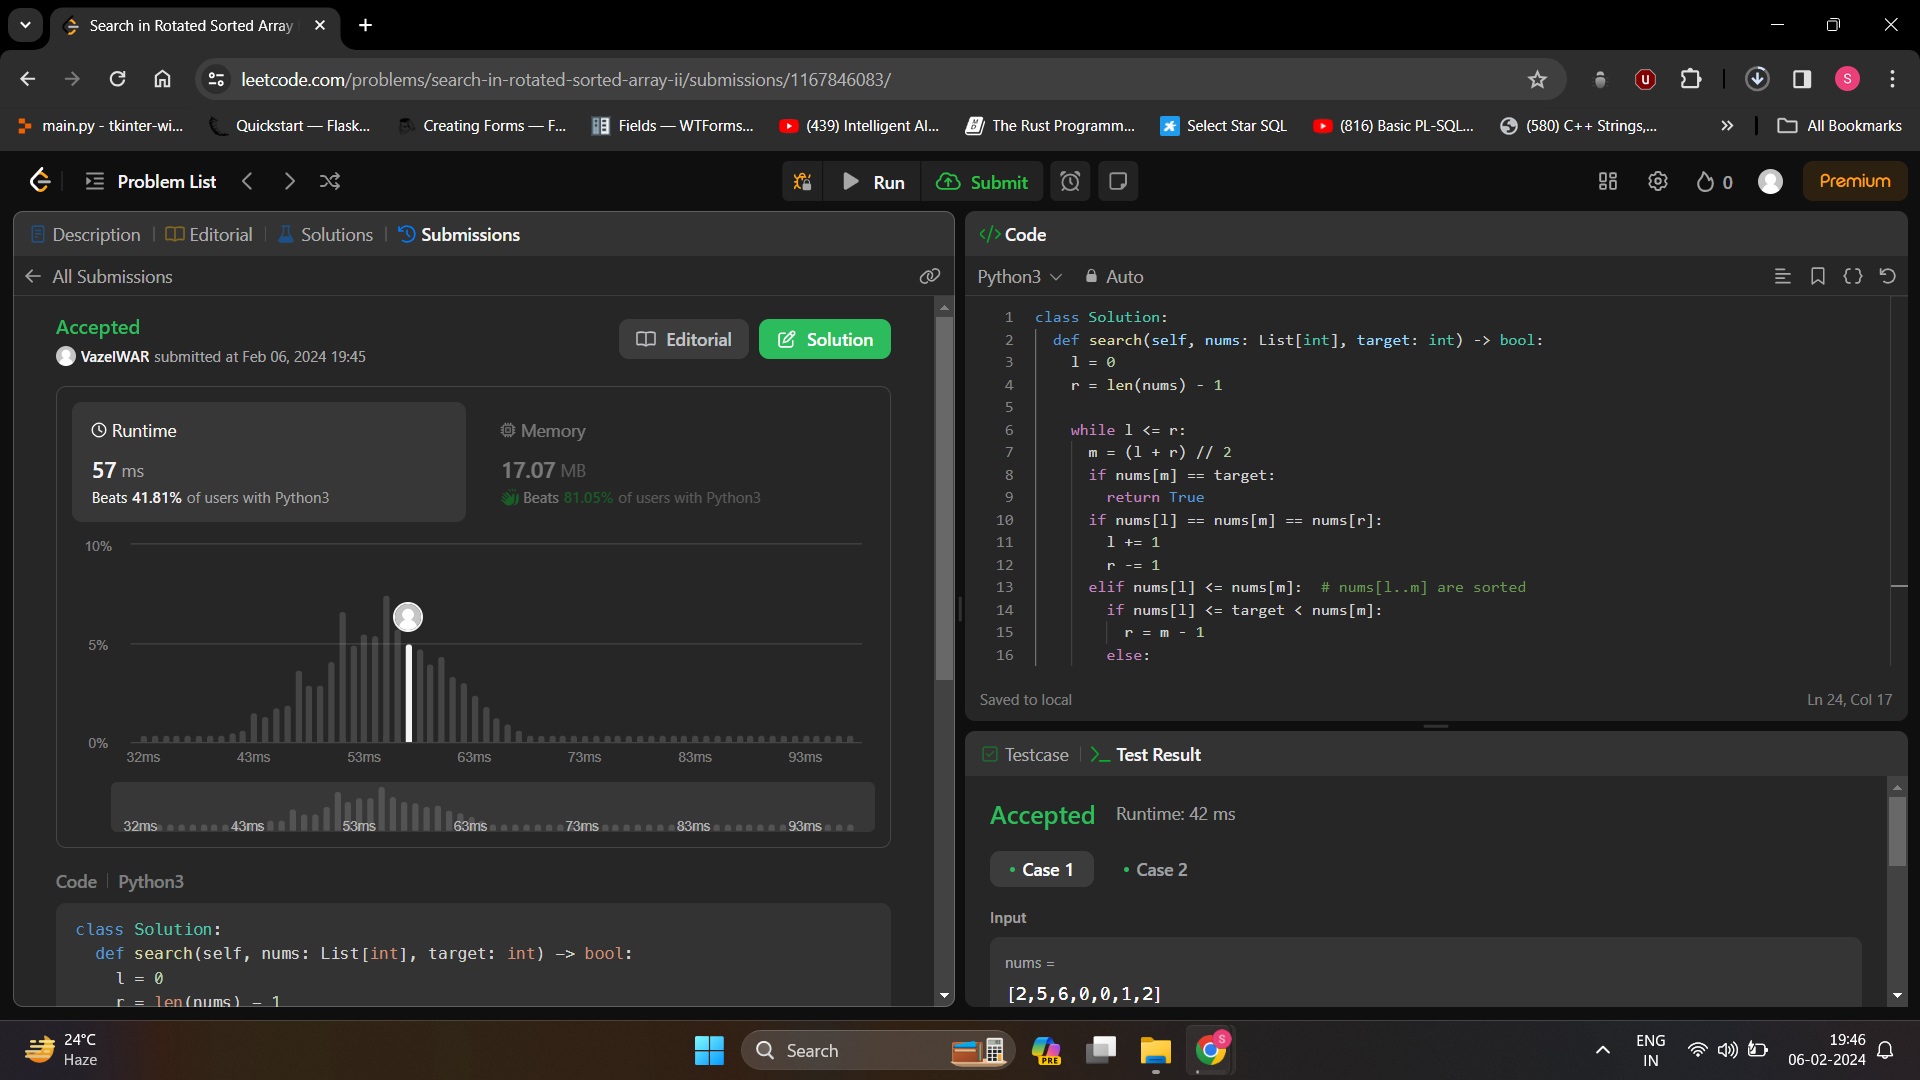 Search in Rotated Sorted Array
leetcode.com/problems/search-in-rotated-sorted-array-ii/submissions/1167846083/
S
main.py - tkinter-wi...
Quickstart — Flask...
Creating Forms — F...
Fields — WTForms...
(439) Intelligent AI...
The Rust Programm...
Select Star SQL
(816) Basic PL-SQL...
(580) C++ Strings,...
All Bookmarks
Problem List
Run
Submit
0
Premium
Description
Editorial
Solutions
Submissions
All Submissions
Accepted
VazelWAR submitted at Feb 06, 2024 19:45
Editorial
Solution
Runtime
57 ms
Beats 41.81% of users with Python3
Memory
17.07 MB
Beats 81.05% of users with Python3
10%
5%
0%
32ms 43ms 53ms 63ms 73ms 83ms 93ms
32ms 43ms 53ms 63ms 73ms 83ms 93ms
Code | Python3
class Solution:
def search(self, nums: List[int], target: int) -> bool:
l = 0
r = len(nums) - 1
</> Code
Python3
Auto
1 class Solution:
2 def search(self, nums: List[int], target: int) -> bool:
3 l = 0
4 r = len(nums) - 1
5
6 while l <= r:
7 m = (l + r) // 2
8 if nums[m] == target:
9 return True
10 if nums[l] == nums[m] == nums[r]:
11 l += 1
12 r -= 1
13 elif nums[l] <= nums[m]: # nums[l..m] are sorted
14 if nums[l] <= target < nums[m]:
15 r = m - 1
16 else:
Saved to local
Ln 24, Col 17
Testcase
Test Result
Accepted Runtime: 42 ms
• Case 1
• Case 2
Input
nums =
[2,5,6,0,0,1,2]
24°C
Haze
Search
PRE
S
ENG
IN
19:46
06-02-2024